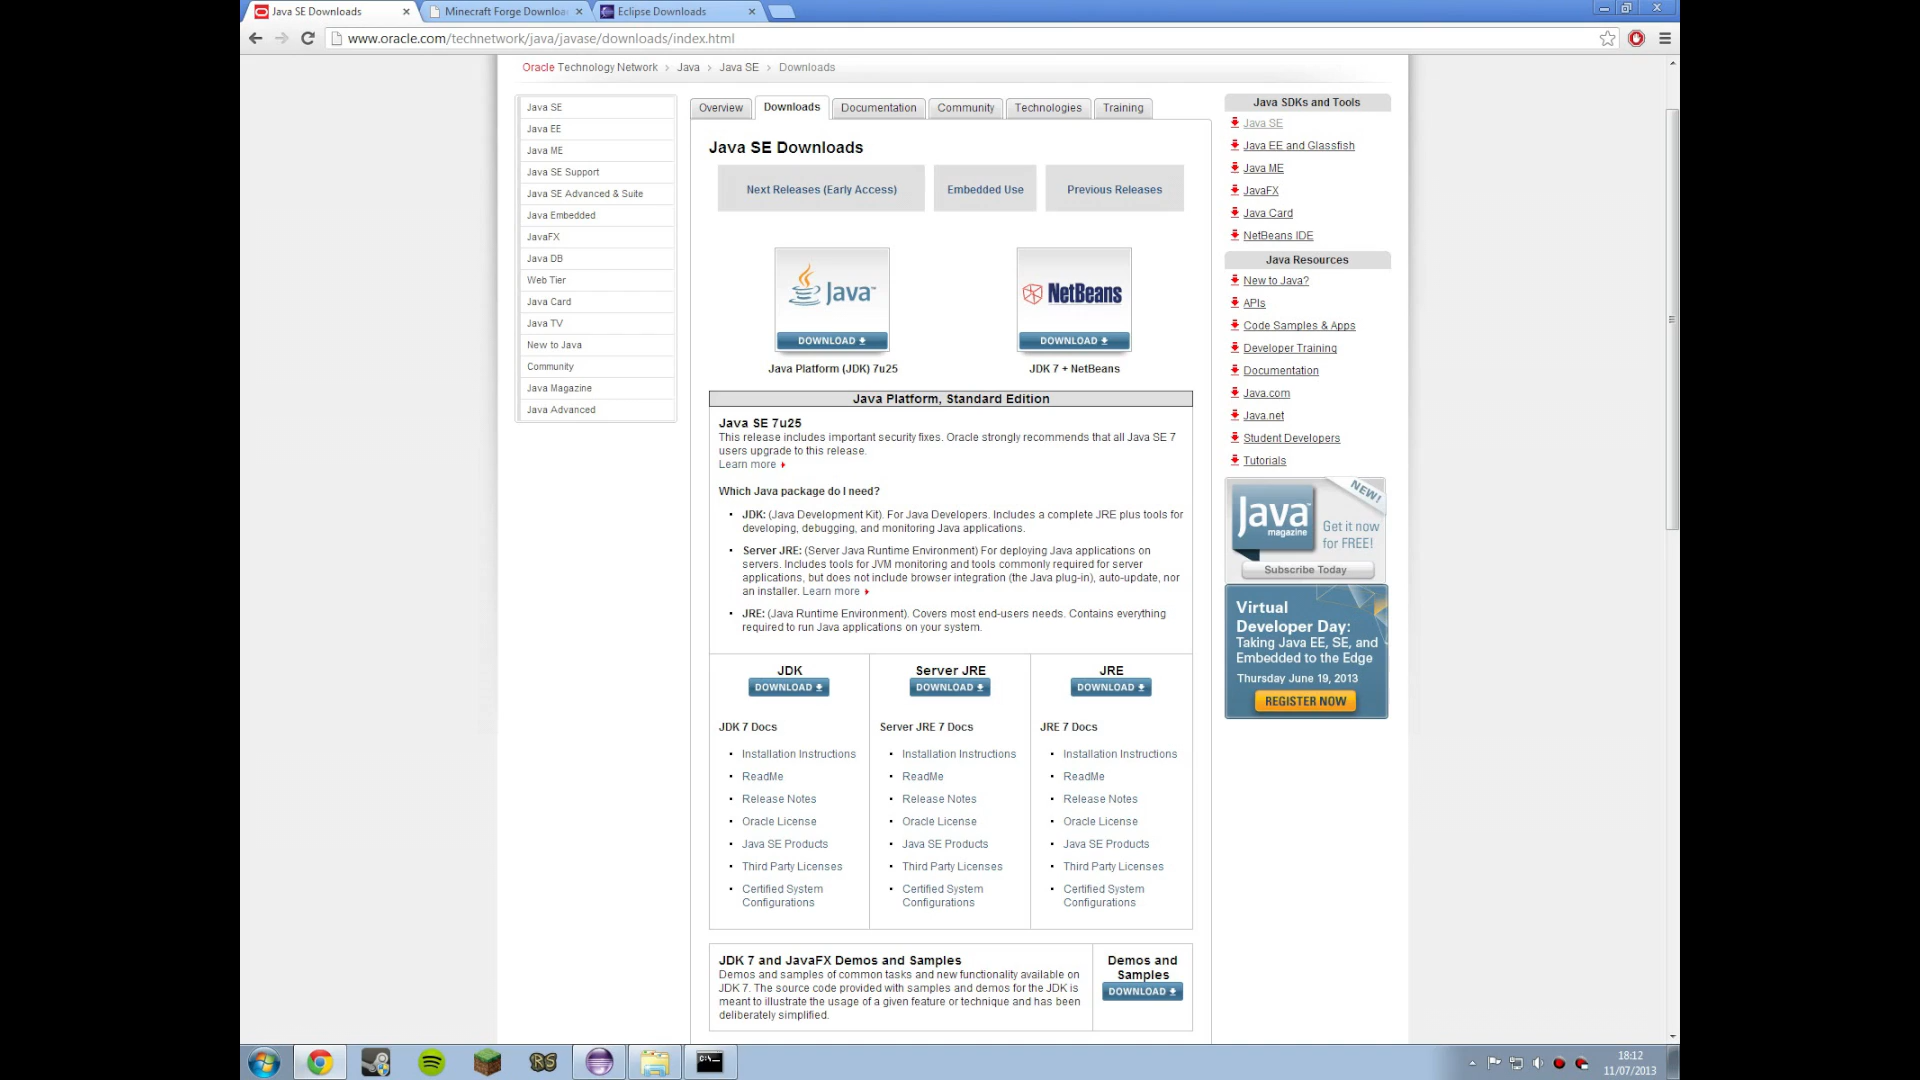 Java SE Downloads
Minecraft Forge Downloa
Eclipse Downloads
www.oracle.com/technetwork/java/javase/downloads/index.html
Oracle Technology Network > Java > Java SE > Downloads
Java SE
Java EE
Java ME
Java SE Support
Java SE Advanced & Suite
Java Embedded
JavaFX
Java DB
Web Tier
Java Card
Java TV
New to Java
Community
Java Magazine
Java Advanced
Overview
Downloads
Documentation
Community
Technologies
Training
Java SE Downloads
Next Releases (Early Access)
Embedded Use
Previous Releases
Java™
DOWNLOAD
Java Platform (JDK) 7u25
NetBeans
DOWNLOAD
JDK 7 + NetBeans
Java Platform, Standard Edition
Java SE 7u25
This release includes important security fixes. Oracle strongly recommends that all Java SE 7
users upgrade to this release.
Learn more
Which Java package do I need?
JDK: (Java Development Kit). For Java Developers. Includes a complete JRE plus tools for
developing, debugging, and monitoring Java applications.
Server JRE: (Server Java Runtime Environment) For deploying Java applications on
servers. Includes tools for JVM monitoring and tools commonly required for server
applications, but does not include browser integration (the Java plug-in), auto-update, nor
an installer. Learn more
JRE: (Java Runtime Environment). Covers most end-users needs. Contains everything
required to run Java applications on your system.
JDK
DOWNLOAD
JDK 7 Docs
Installation Instructions
ReadMe
Release Notes
Oracle License
Java SE Products
Third Party Licenses
Certified System
Configurations
Server JRE
DOWNLOAD
Server JRE 7 Docs
Installation Instructions
ReadMe
Release Notes
Oracle License
Java SE Products
Third Party Licenses
Certified System
Configurations
JRE
DOWNLOAD
JRE 7 Docs
Installation Instructions
ReadMe
Release Notes
Oracle License
Java SE Products
Third Party Licenses
Certified System
Configurations
JDK 7 and JavaFX Demos and Samples
Demos and samples of common tasks and new functionality available on
JDK 7. The source code provided with samples and demos for the JDK is
meant to illustrate the usage of a given feature or technique and has been
deliberately simplified.
Demos and
Samples
DOWNLOAD
Java SDKs and Tools
Java SE
Java EE and Glassfish
Java ME
JavaFX
Java Card
NetBeans IDE
Java Resources
New to Java?
APIs
Code Samples & Apps
Developer Training
Documentation
Java.com
Java.net
Student Developers
Tutorials
NEW!
Java™
magazine
Get it now
for FREE!
Subscribe Today
Virtual
Developer Day:
Taking Java EE, SE, and
Embedded to the Edge
Thursday June 19, 2013
REGISTER NOW
RS
C:\.
18:12
11/07/2013